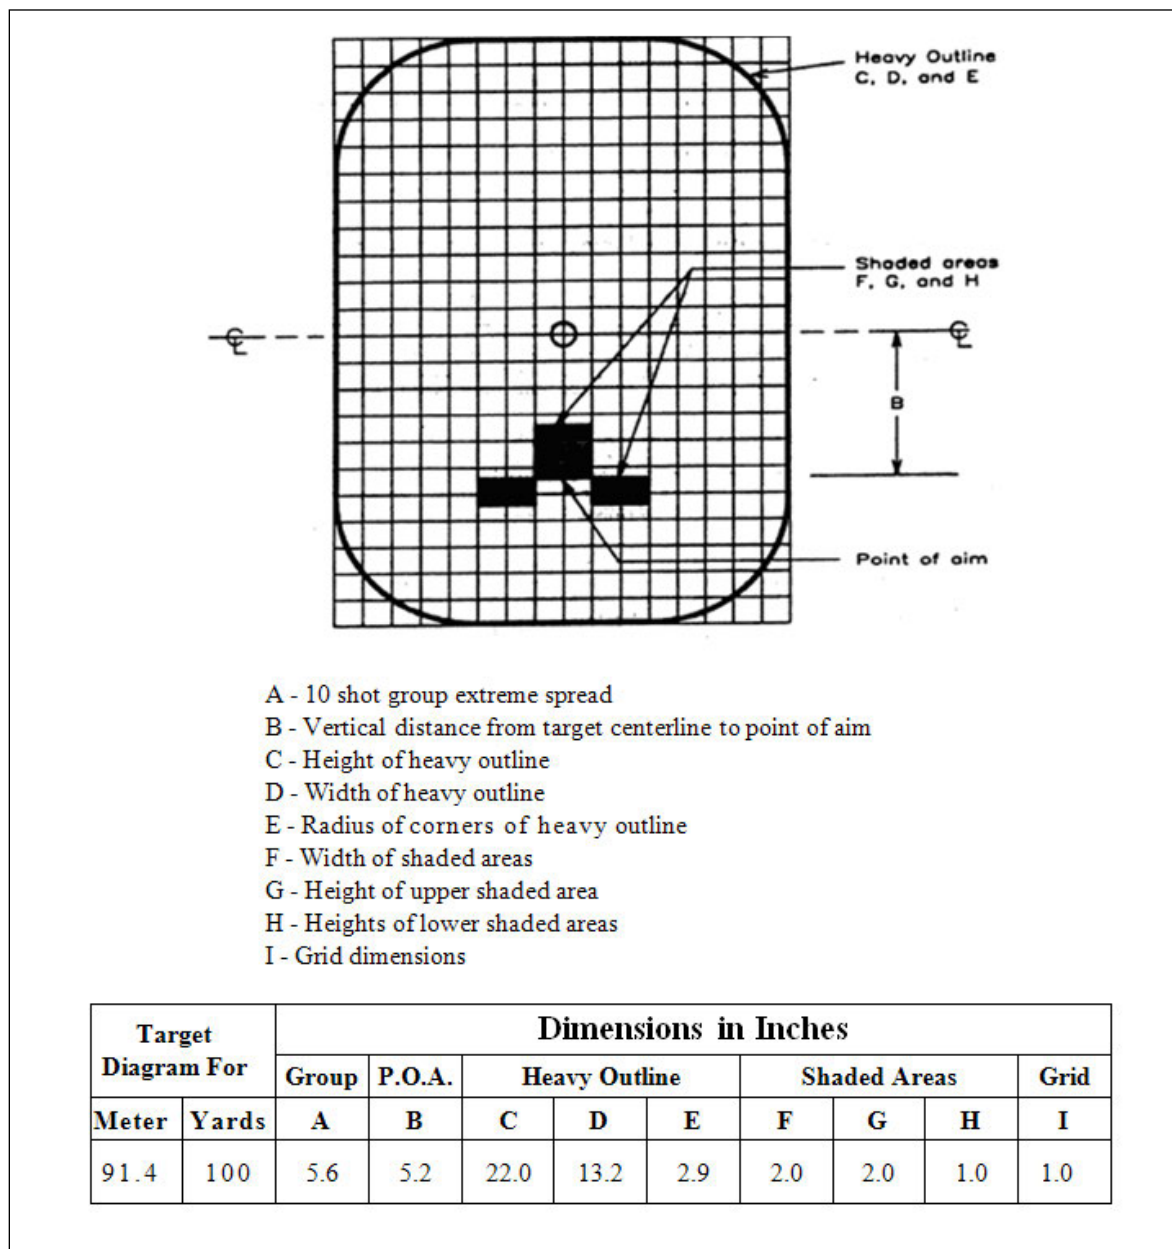 Heavy Outline
C, D, and E
Shaded areas
F, G, and H
℄
℄
B
Point of aim
A - 10 shot group extreme spread
B - Vertical distance from target centerline to point of aim
C - Height of heavy outline
D - Width of heavy outline
E - Radius of corners of heavy outline
F - Width of shaded areas
G - Height of upper shaded area
H - Heights of lower shaded areas
I - Grid dimensions
Target Diagram For Dimensions in Inches
Group P.O.A. Heavy Outline Shaded Areas Grid
Meter Yards A B C D E F G H I
91.4 100 5.6 5.2 22.0 13.2 2.9 2.0 2.0 1.0 1.0